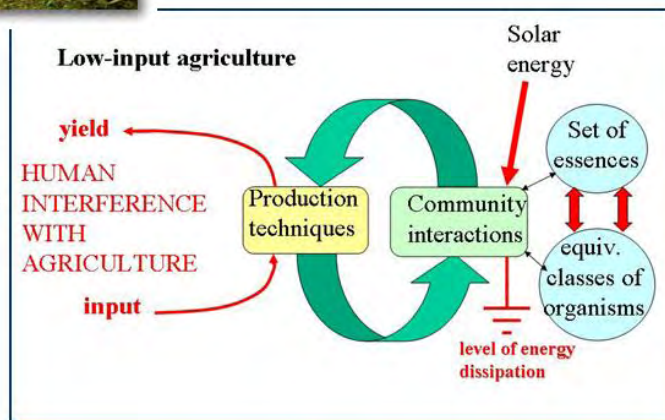 Low-input agriculture
Solar
energy
yield
HUMAN
INTERFERENCE
WITH
AGRICULTURE
input
Production
techniques
Community
interactions
Set of
essences
equiv.
classes of
organisms
level of energy
dissipation